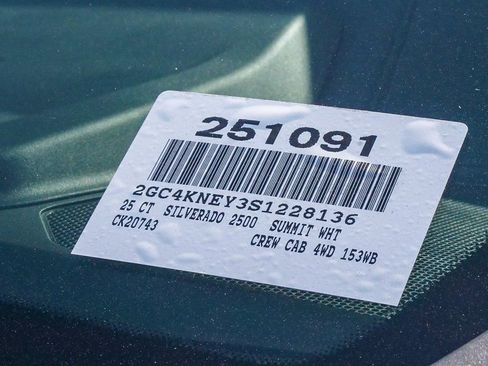 251091
2GC4KNEY3S1228136
25 CT SILVERADO 2500 SUMMIT WHT
CK20743 CREW CAB 4WD 153WB